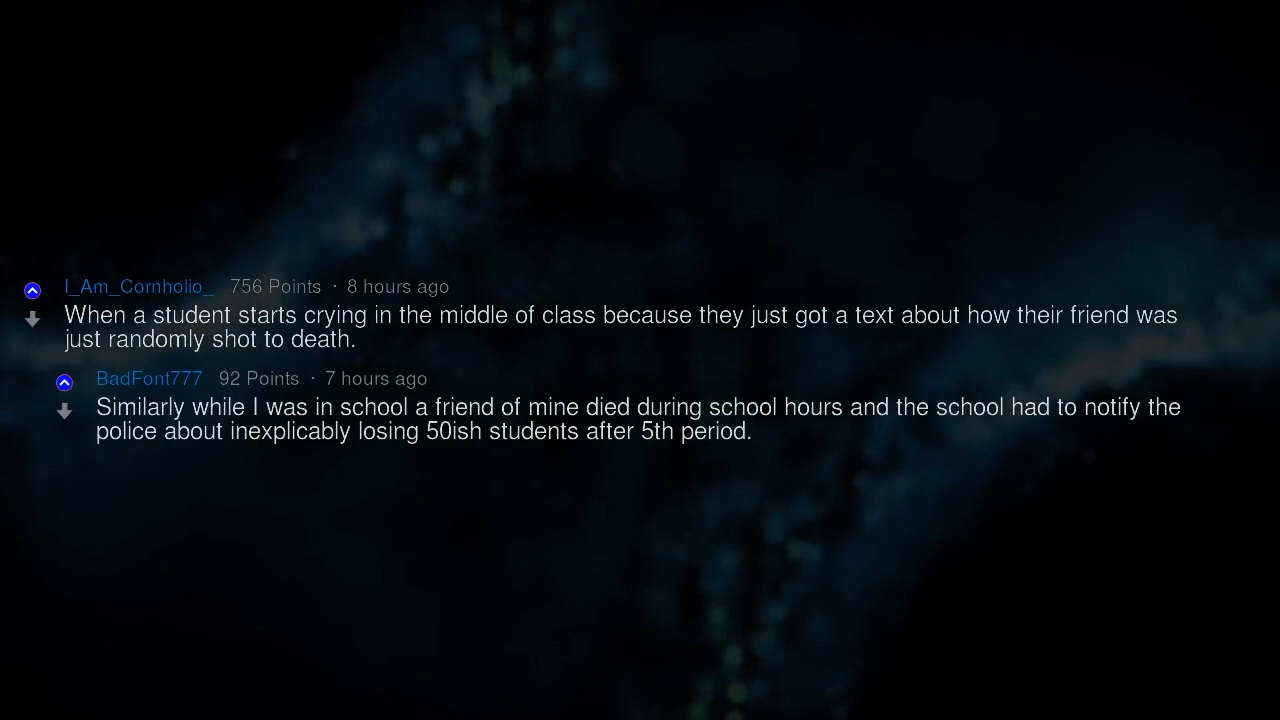 I_Am_Cornholio_ 756 Points · 8 hours ago
When a student starts crying in the middle of class because they just got a text about how their friend was
just randomly shot to death.
BadFont777 92 Points · 7 hours ago
Similarly while I was in school a friend of mine died during school hours and the school had to notify the
police about inexplicably losing 50ish students after 5th period.